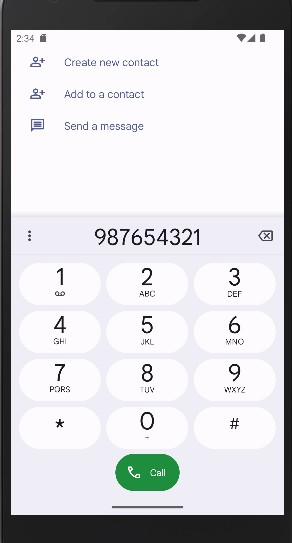 2:34
Create new contact
Add to a contact
Send a message
987654321
1 2 3
ABC DEF
4 5 6
GHI JKL MNO
7 8 9
PQRS TUV WXYZ
* 0 #
+
Call